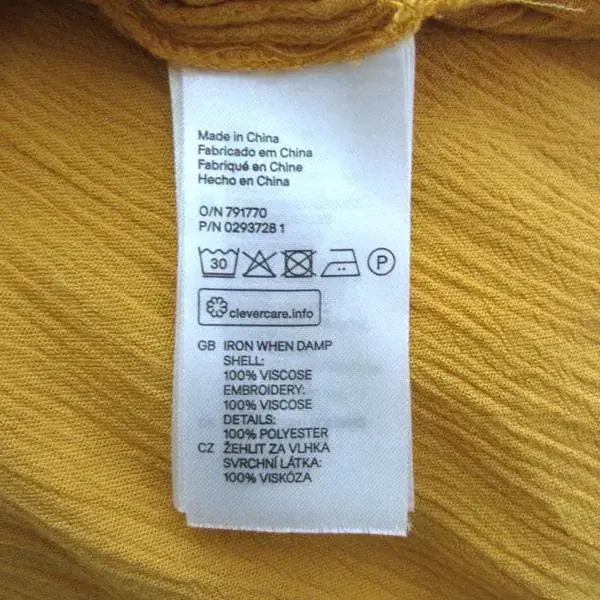 Made in China
Fabricado em China
Fabriqué en Chine
Hecho en China
O/N 791770
P/N 0293728 1
30 P
clevercare.info
GB IRON WHEN DAMP
SHELL:
100% VISCOSE
EMBROIDERY:
100% VISCOSE
DETAILS:
100% POLYESTER
CZ ŽEHLIT ZA VLHKA
SVRCHNÍ LÁTKA:
100% VISKÓZA